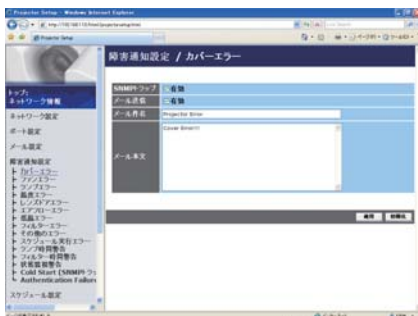 Projector Setup - Windows Internet Explorer
Projector Setup
障害通知設定 / カバーエラー
トップ:
ネットワーク情報
ネットワーク設定
ポート設定
メール設定
障害通知設定
カバーエラー
ファンエラー
ランプエラー
温度エラー
レンズドアエラー
エアフローエラー
低温エラー
フィルターエラー
その他のエラー
スケジュール実行エラー
ランプ時間警告
フィルター時間警告
状態監視警告
Cold Start (SNMPトラ
Authentication Failure
スケジュール設定
SNMPトラップ 有効
メール送信 有効
メール件名 Projector Error
メール本文 Cover Error!!!
適用 初期化